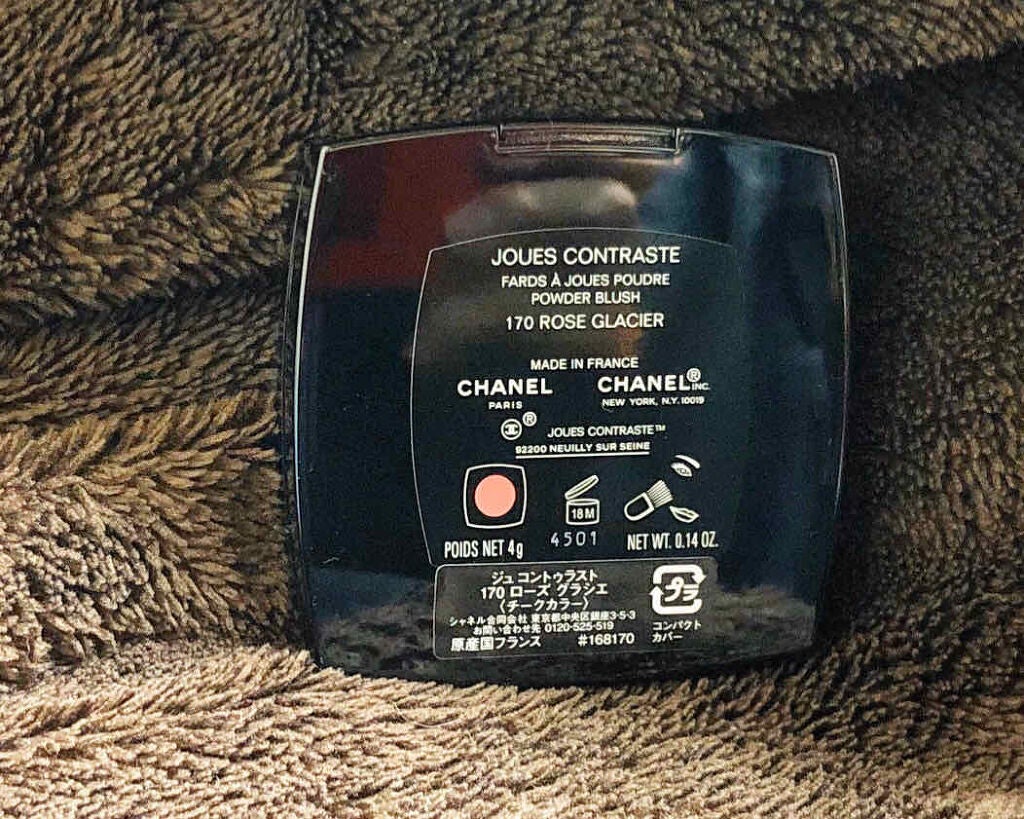 JOUES CONTRASTE
FARDS À JOUES POUDRE
POWDER BLUSH
170 ROSE GLACIER
MADE IN FRANCE
CHANEL CHANEL® INC.
PARIS NEW YORK, N.Y. 10019
® JOUES CONTRASTE™
92200 NEUILLY SUR SEINE
18 M
4501
POIDS NET 4g NET WT. 0.14 OZ.
ジュ コントゥラスト
170 ローズ グラシエ
〈チークカラー〉
シャネル合同会社 東京都中央区銀座3-5-3
お問い合わせ先 0120-525-519
原産国フランス #168170
プラ
コンパクト
カバー